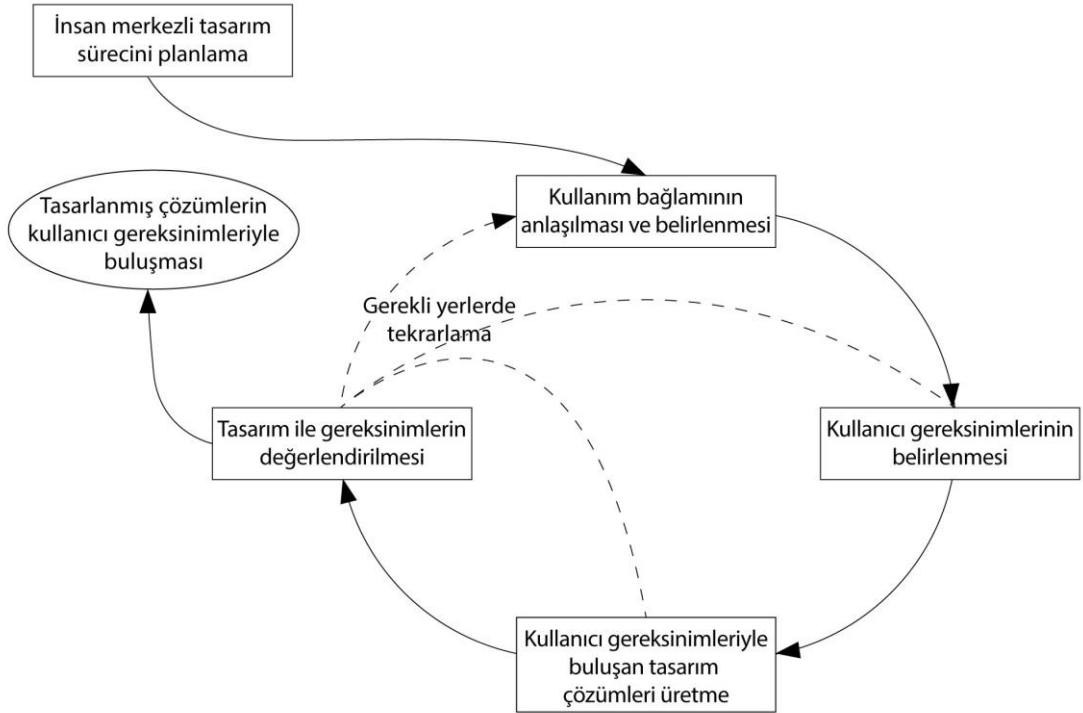 İnsan merkezli tasarım
sürecini planlama
Kullanım bağlamının
anlaşılması ve belirlenmesi
Tasarlanmış çözümlerin
kullanıcı gereksinimleriyle
buluşması
Gerekli yerlerde
tekrarlama
Tasarım ile gereksinimlerin
değerlendirilmesi
Kullanıcı gereksinimlerinin
belirlenmesi
Kullanıcı gereksinimleriyle
buluşan tasarım
çözümleri üretme